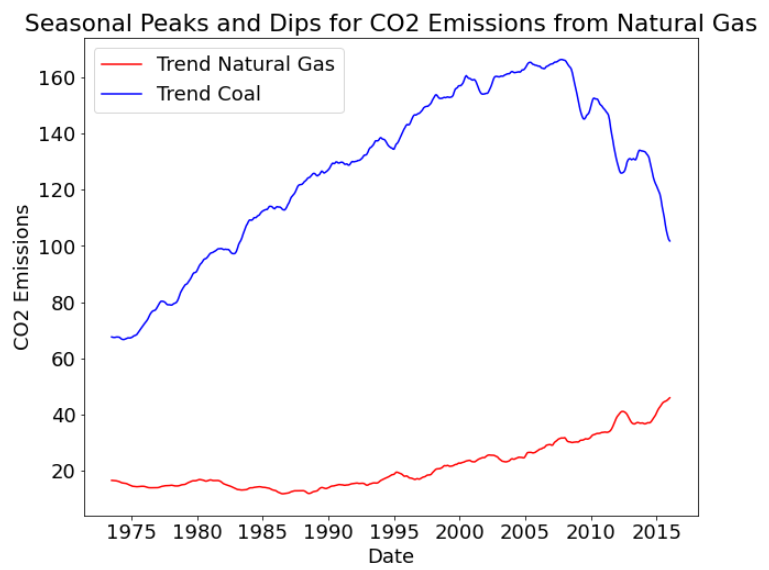 Seasonal Peaks and Dips for CO2 Emissions from Natural Gas
Trend Natural Gas
Trend Coal
160
140
120
100
80
60
40
20
CO2 Emissions
1975 1980 1985 1990 1995 2000 2005 2010 2015
Date